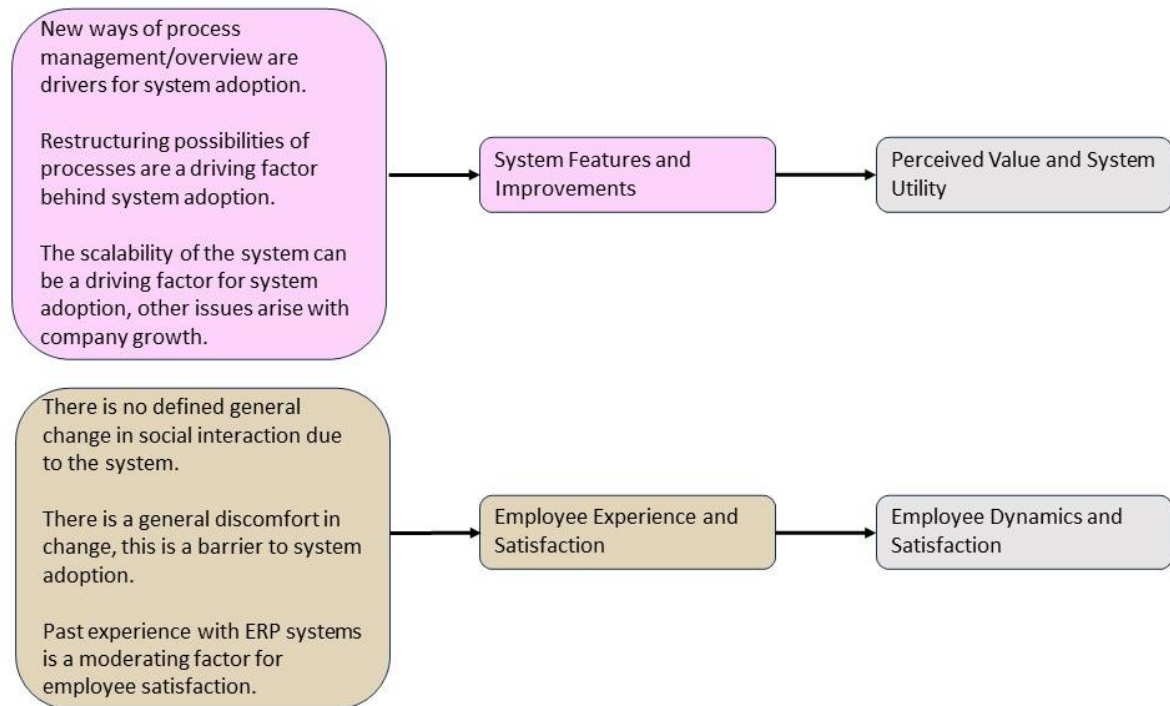 New ways of process
management/overview are
drivers for system adoption.
Restructuring possibilities of
processes are a driving factor
behind system adoption.
The scalability of the system can
be a driving factor for system
adoption, other issues arise with
company growth.
System Features and
Improvements
Perceived Value and System
Utility
There is no defined general
change in social interaction due
to the system.
There is a general discomfort in
change, this is a barrier to system
adoption.
Past experience with ERP systems
is a moderating factor for
employee satisfaction.
Employee Experience and
Satisfaction
Employee Dynamics and
Satisfaction